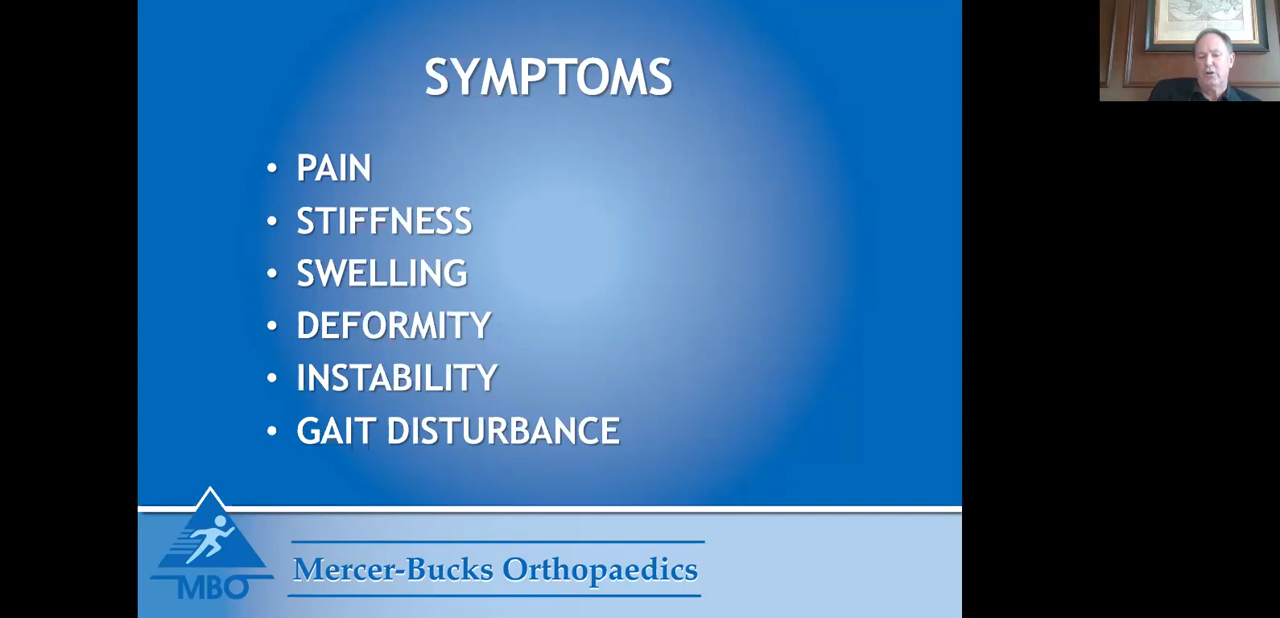 SYMPTOMS
• PAIN
• STIFFNESS
• SWELLING
• DEFORMITY
• INSTABILITY
• GAIT DISTURBANCE
MBO
Mercer-Bucks Orthopaedics